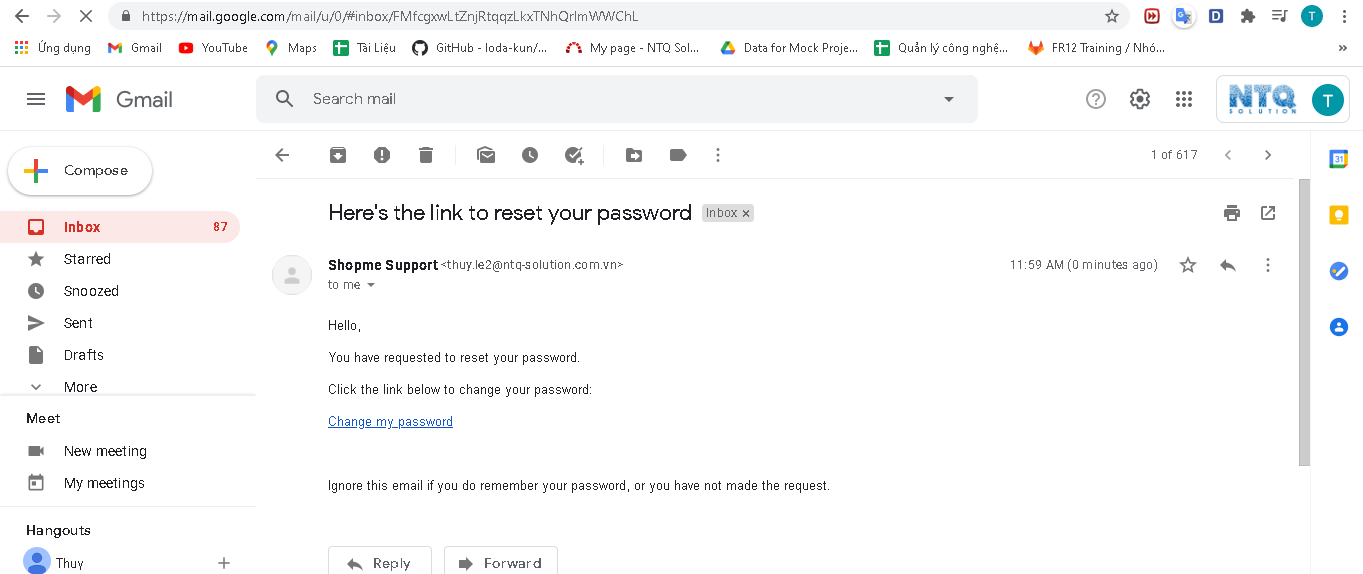 https://mail.google.com/mail/u/0/#inbox/FMfcgxwLtZnjRtqqzLkxTNhQrlmWWChL
T
Ứng dụng Gmail YouTube Maps Tài Liệu GitHub - loda-kun/... My page - NTQ Sol... Data for Mock Proje... Quản lý công nghệ... FR12 Training / Nhó... »
Gmail
Search mail
NTQ
SOLUTION
T
Compose
1 of 617
31
Inbox 87
Starred
Snoozed
Sent
Drafts
More
Meet
New meeting
My meetings
Hangouts
Thuy
Here's the link to reset your password Inbox x
Shopme Support <thuy.le2@ntq-solution.com.vn> 11:59 AM (0 minutes ago)
to me
Hello,
You have requested to reset your password.
Click the link below to change your password:
Change my password
Ignore this email if you do remember your password, or you have not made the request.
Reply Forward